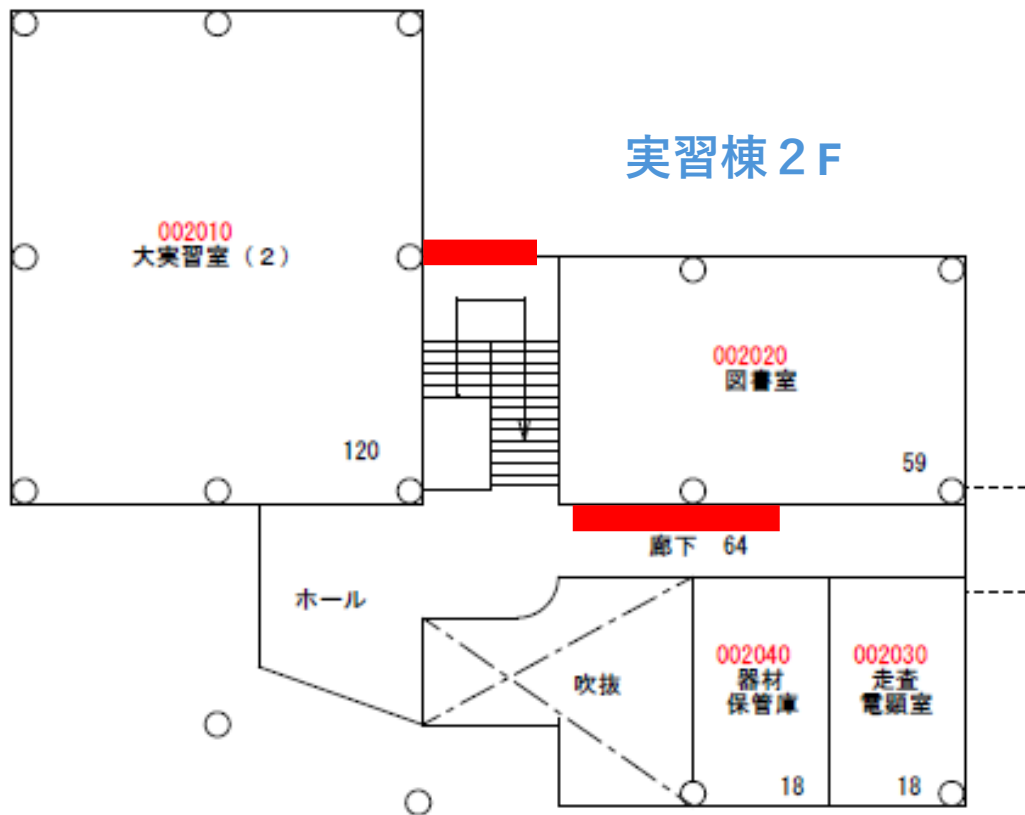 実習棟２F
002010
大実習室（２）
120
002020
図書室
59
廊下　64
ホール
吹抜
002040
器材
保管庫
18
002030
走査
電顕室
18